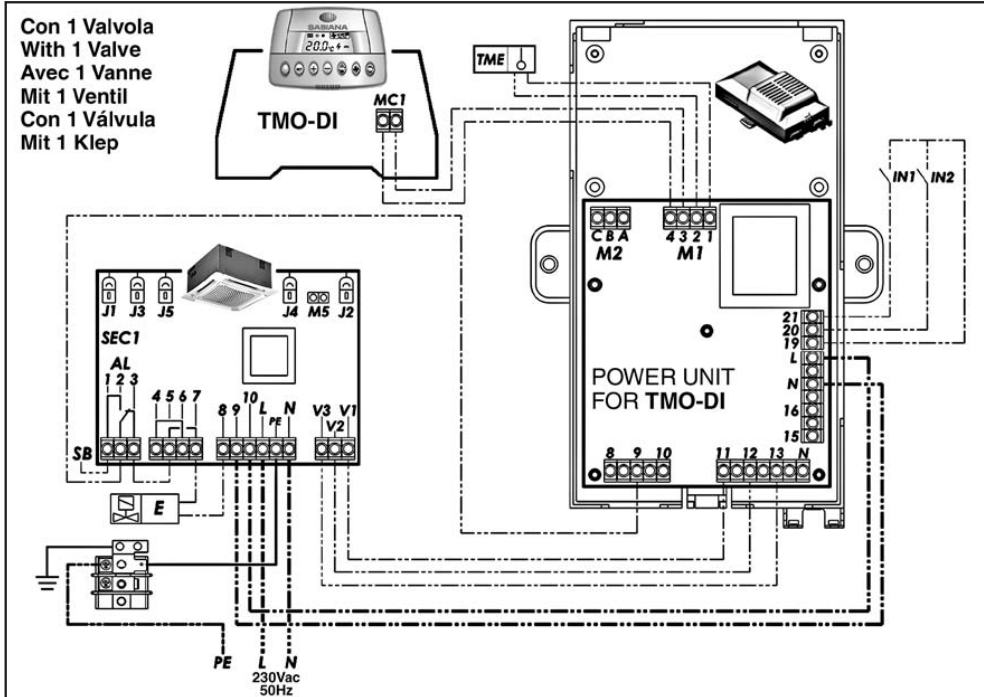 Con 1 Valvola
With 1 Valve
Avec 1 Vanne
Mit 1 Ventil
Con 1 Válvula
Mit 1 Klep
SABIANA
20.0°c
TMO-DI
MC1
TME
IN1 IN2
C B A
M2
4 3 2 1
M1
21
20
19
L
N
16
15
POWER UNIT
FOR TMO-DI
8 9 10
11 12 13 N
J1 J3 J5
J4 M5 J2
SEC1
AL
1 2 3
4 5 6 7
8 9 10 L PE N
V3 V2 V1
SB
E
PE L N
230Vac
50Hz